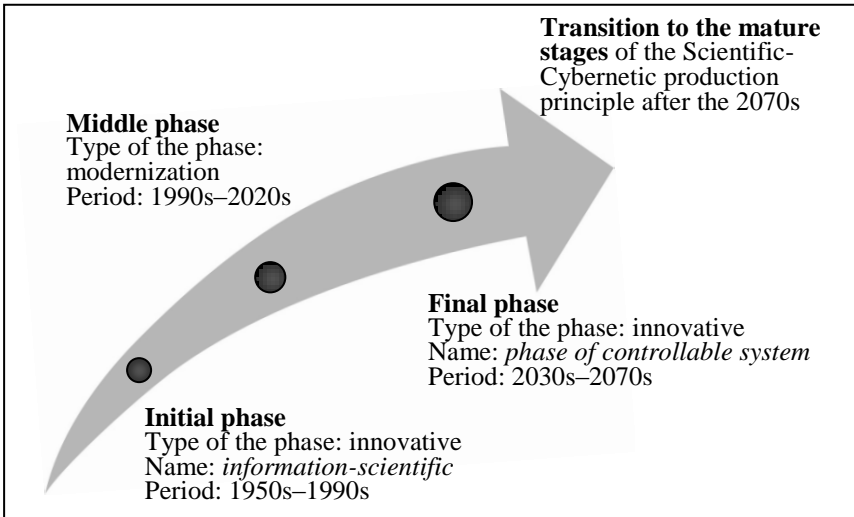 Transition to the mature
stages of the Scientific-
Cybernetic production
principle after the 2070s
Middle phase
Type of the phase:
modernization
Period: 1990s–2020s
Final phase
Type of the phase: innovative
Name: phase of controllable system
Period: 2030s–2070s
Initial phase
Type of the phase: innovative
Name: information-scientific
Period: 1950s–1990s